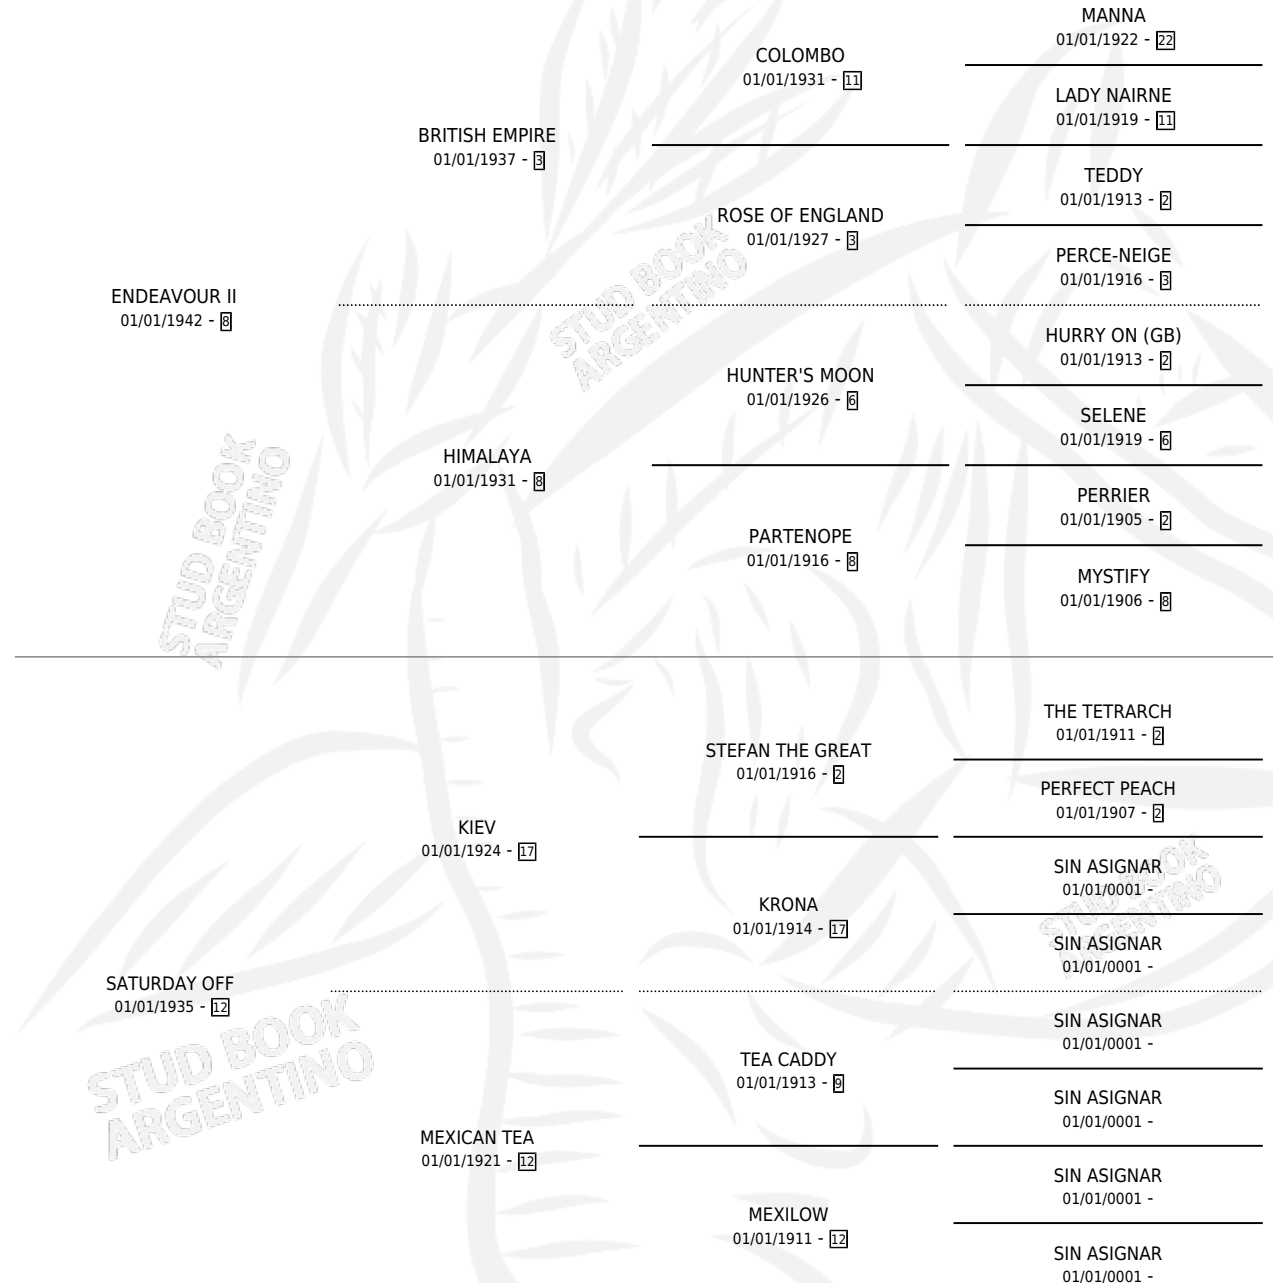 ENDEAVOUR II
01/01/1942 - 8
BRITISH EMPIRE
01/01/1937 - 3
HIMALAYA
01/01/1931 - 8
COLOMBO
01/01/1931 - 11
ROSE OF ENGLAND
01/01/1927 - 3
HUNTER'S MOON
01/01/1926 - 6
PARTENOPE
01/01/1916 - 8
MANNA
01/01/1922 - 22
LADY NAIRNE
01/01/1919 - 11
TEDDY
01/01/1913 - 2
PERCE-NEIGE
01/01/1916 - 3
HURRY ON (GB)
01/01/1913 - 2
SELENE
01/01/1919 - 6
PERRIER
01/01/1905 - 2
MYSTIFY
01/01/1906 - 8
SATURDAY OFF
01/01/1935 - 12
KIEV
01/01/1924 - 17
MEXICAN TEA
01/01/1921 - 12
STEFAN THE GREAT
01/01/1916 - 2
KRONA
01/01/1914 - 17
TEA CADDY
01/01/1913 - 9
MEXILOW
01/01/1911 - 12
THE TETRARCH
01/01/1911 - 2
PERFECT PEACH
01/01/1907 - 2
SIN ASIGNAR
01/01/0001 -
SIN ASIGNAR
01/01/0001 -
SIN ASIGNAR
01/01/0001 -
SIN ASIGNAR
01/01/0001 -
SIN ASIGNAR
01/01/0001 -
SIN ASIGNAR
01/01/0001 -
STUD BOOK
ARGENTINO
STUD BOOK
ARGENTINO
STUD BOOK
ARGENTINO
STUD BOOK
ARGENTINO